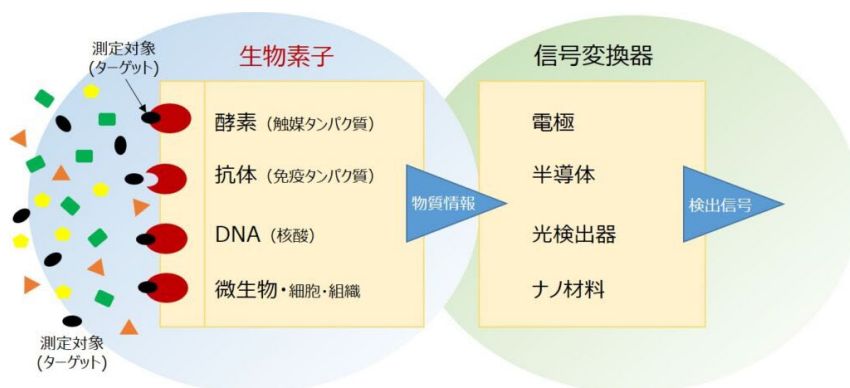 測定対象
(ターゲット)
生物素子
酵素 (触媒タンパク質)
抗体 (免疫タンパク質)
DNA (核酸)
微生物・細胞・組織
物質情報
信号変換器
電極
半導体
光検出器
ナノ材料
検出信号
測定対象
(ターゲット)